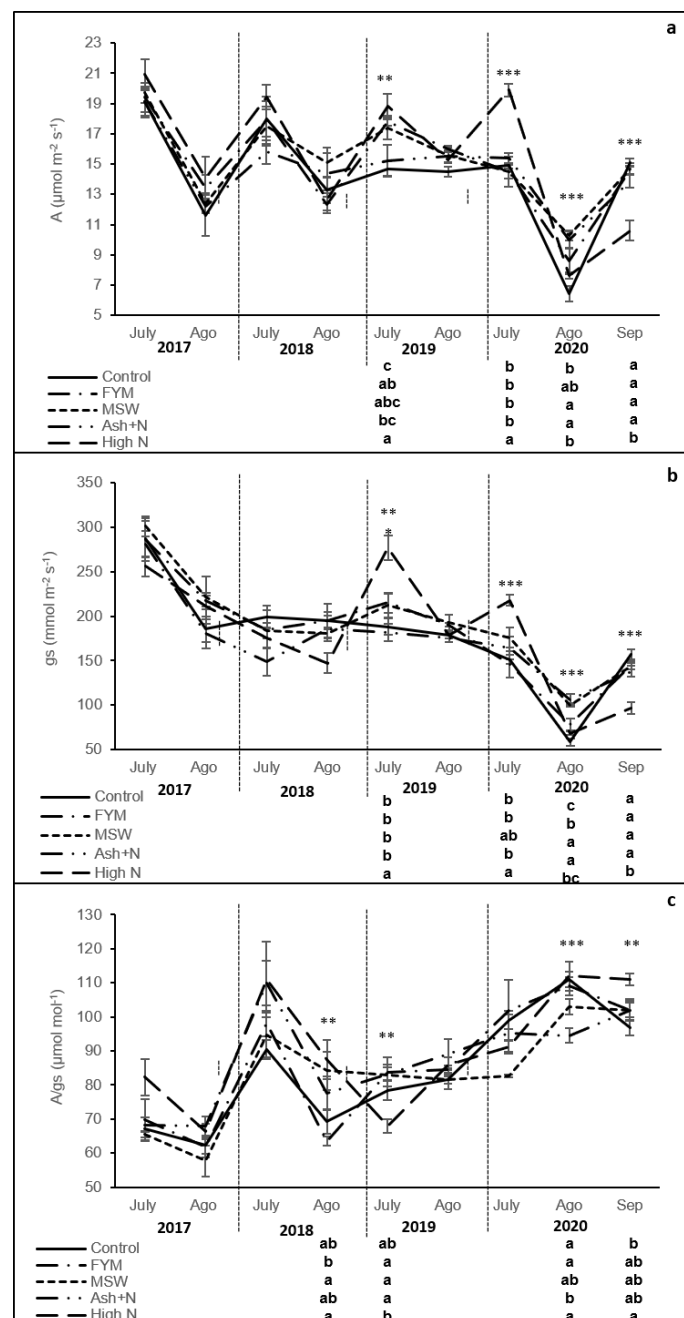 a
23
21
19
17
15
13
11
9
7
5
A (µmol m-2 s-1)
**
***
***
***
July Ago July Ago July Ago July Ago Sep
2017 2018 2019 2020
Control c b b a
FYM ab b ab a
MSW abc b a a
Ash+N bc b a a
High N a a b b
b
350
300
250
200
150
100
50
gs (mmol m-2 s-1)
**
*
***
***
***
July Ago July Ago July Ago July Ago Sep
2017 2018 2019 2020
Control b b c a
FYM b b b a
MSW b ab a a
Ash+N b b a a
High N a a bc b
c
130
120
110
100
90
80
70
60
50
A/gs (µmol mol-1)
**
**
***
**
July Ago July Ago July Ago July Ago Sep
2017 2018 2019 2020
Control ab ab a b
FYM b a a ab
MSW a a ab ab
Ash+N ab a b ab
High N a b a a